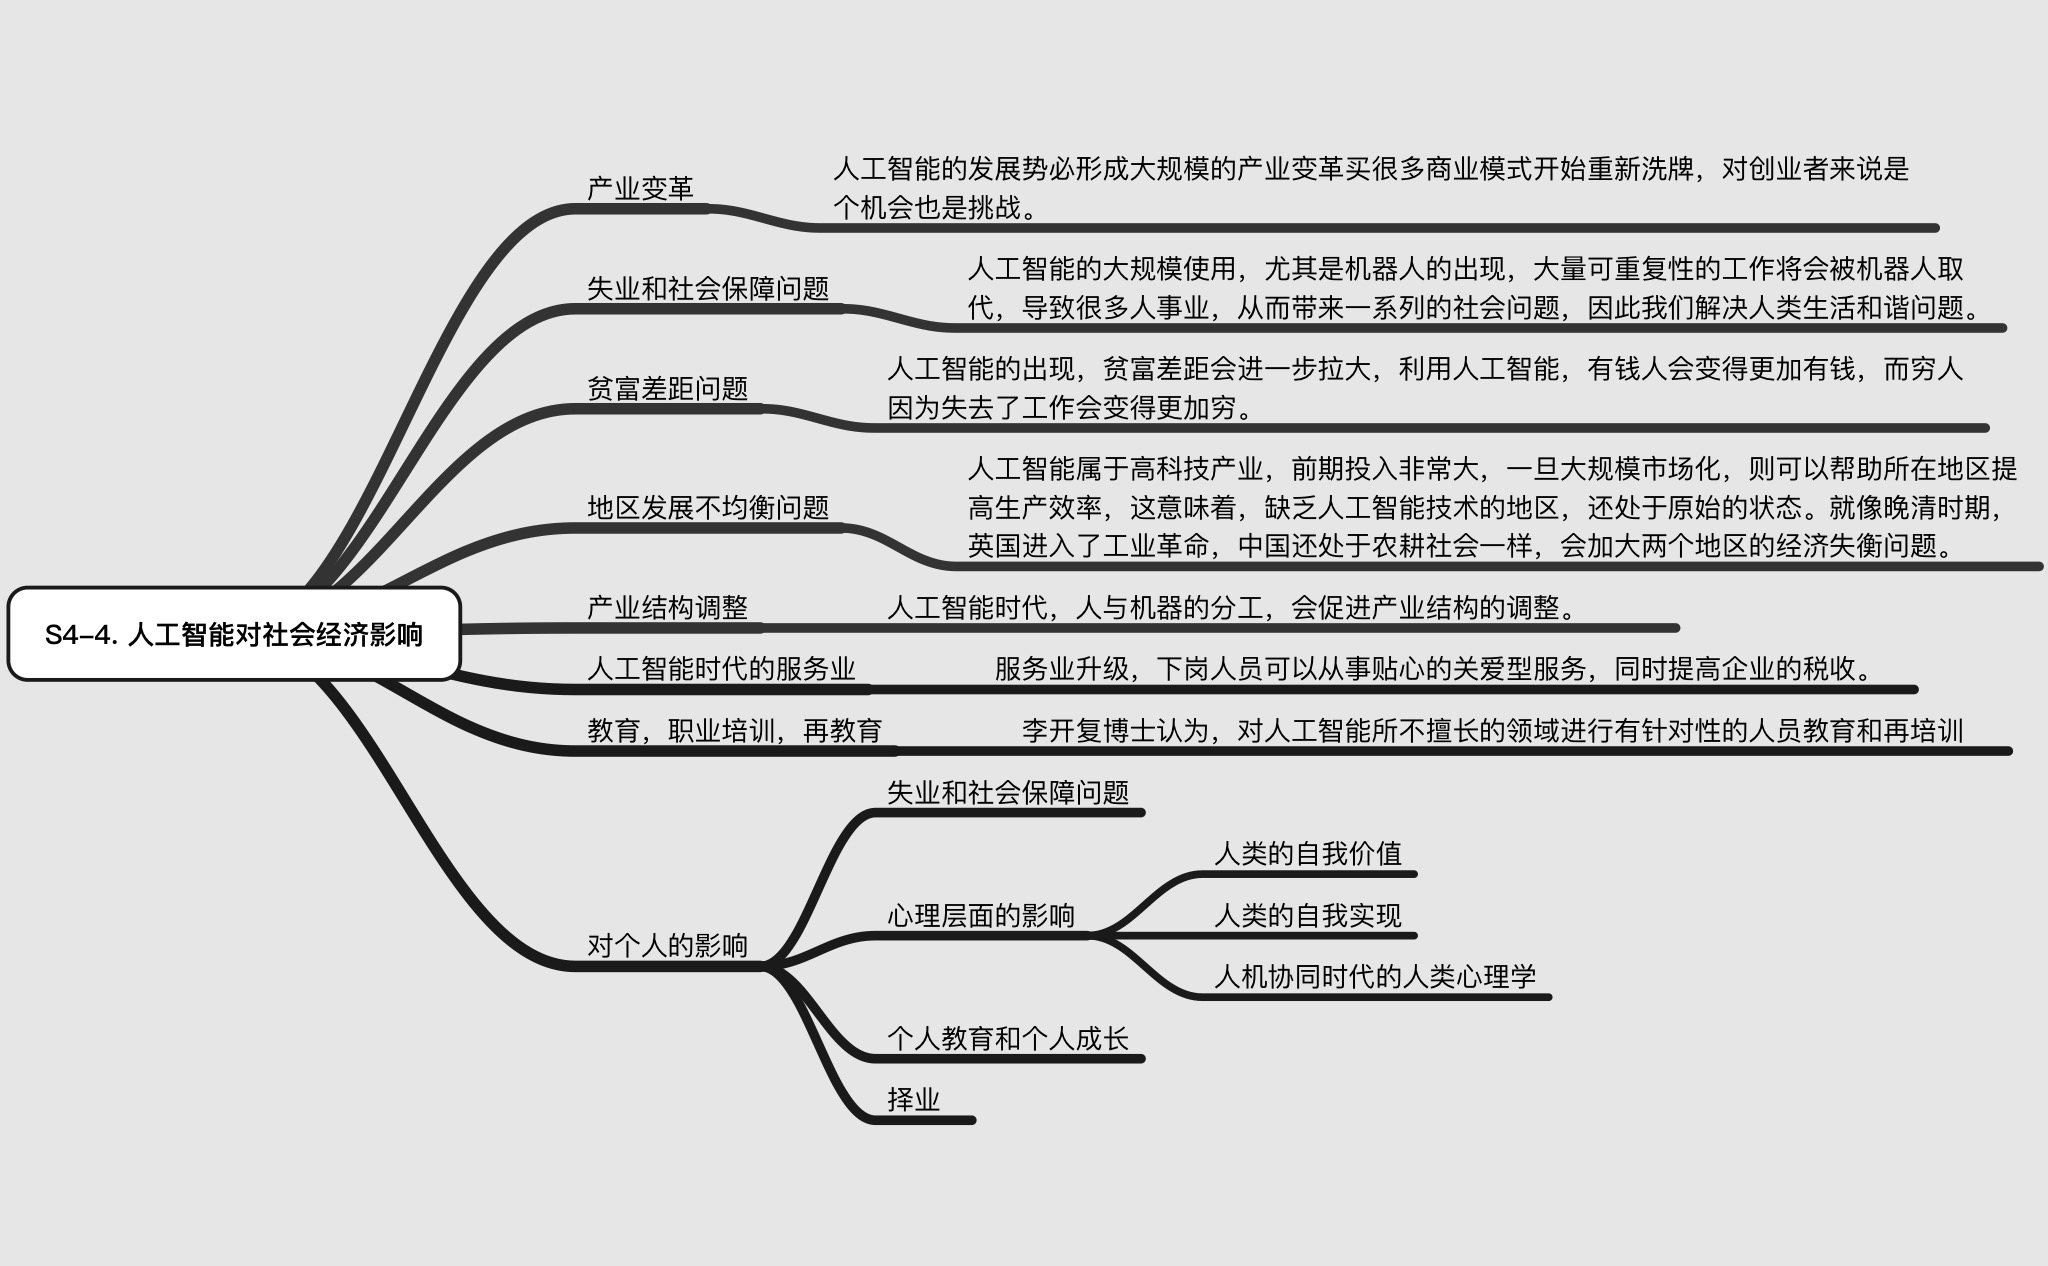 S4-4. 人工智能对社会经济影响
产业变革
人工智能的发展势必形成大规模的产业变革买很多商业模式开始重新洗牌，对创业者来说是
个机会也是挑战。
失业和社会保障问题
人工智能的大规模使用，尤其是机器人的出现，大量可重复性的工作将会被机器人取
代，导致很多人事业，从而带来一系列的社会问题，因此我们解决人类生活和谐问题。
贫富差距问题
人工智能的出现，贫富差距会进一步拉大，利用人工智能，有钱人会变得更加有钱，而穷人
因为失去了工作会变得更加穷。
地区发展不均衡问题
人工智能属于高科技产业，前期投入非常大，一旦大规模市场化，则可以帮助所在地区提
高生产效率，这意味着，缺乏人工智能技术的地区，还处于原始的状态。就像晚清时期，
英国进入了工业革命，中国还处于农耕社会一样，会加大两个地区的经济失衡问题。
产业结构调整
人工智能时代，人与机器的分工，会促进产业结构的调整。
人工智能时代的服务业
服务业升级，下岗人员可以从事贴心的关爱型服务，同时提高企业的税收。
教育，职业培训，再教育
李开复博士认为，对人工智能所不擅长的领域进行有针对性的人员教育和再培训
对个人的影响
失业和社会保障问题
心理层面的影响
人类的自我价值
人类的自我实现
人机协同时代的人类心理学
个人教育和个人成长
择业